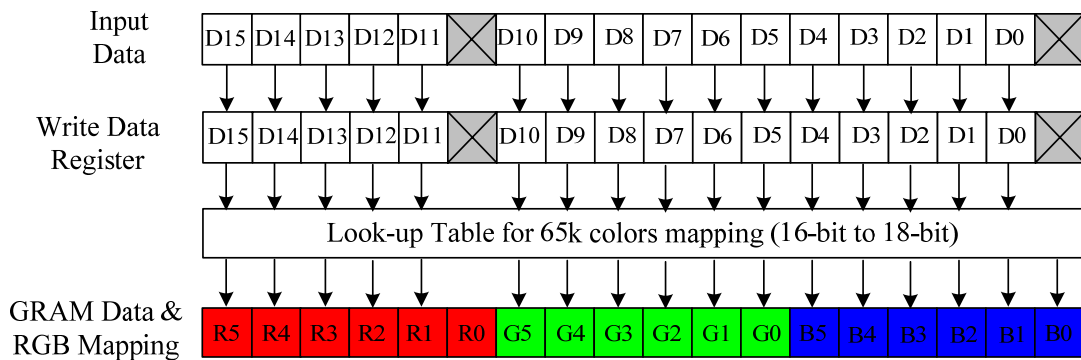 Input Data
D15 D14 D13 D12 D11 D10 D9 D8 D7 D6 D5 D4 D3 D2 D1 D0
Write Data Register
D15 D14 D13 D12 D11 D10 D9 D8 D7 D6 D5 D4 D3 D2 D1 D0
Look-up Table for 65k colors mapping (16-bit to 18-bit)
GRAM Data & RGB Mapping
R5 R4 R3 R2 R1 R0 G5 G4 G3 G2 G1 G0 B5 B4 B3 B2 B1 B0